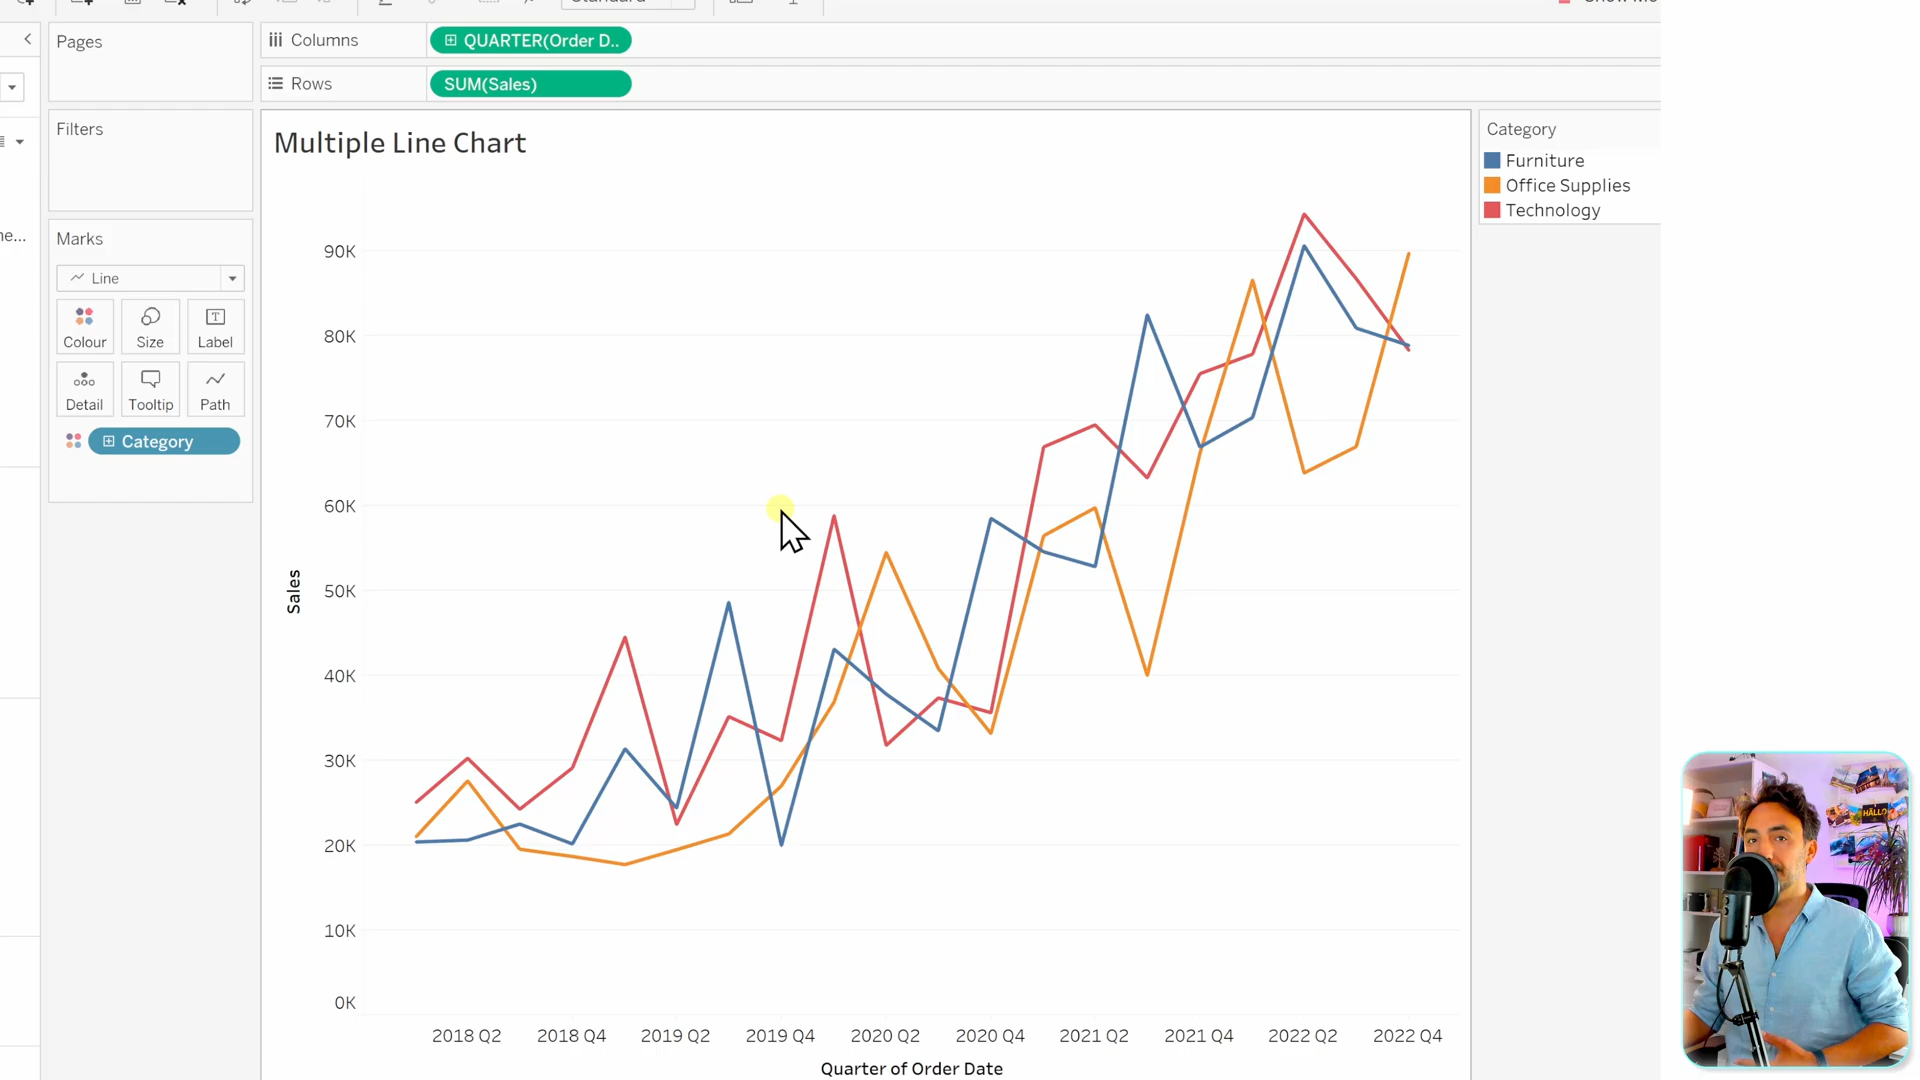 Standard
Pages
Columns
QUARTER(Order D..
Rows
SUM(Sales)
Filters
Multiple Line Chart
Category
Furniture
Office Supplies
Technology
Marks
Line
Colour
Size
Label
Detail
Tooltip
Path
Category
90K
80K
70K
60K
50K
40K
30K
20K
10K
0K
Sales
2018 Q2
2018 Q4
2019 Q2
2019 Q4
2020 Q2
2020 Q4
2021 Q2
2021 Q4
2022 Q2
2022 Q4
Quarter of Order Date
HALLO